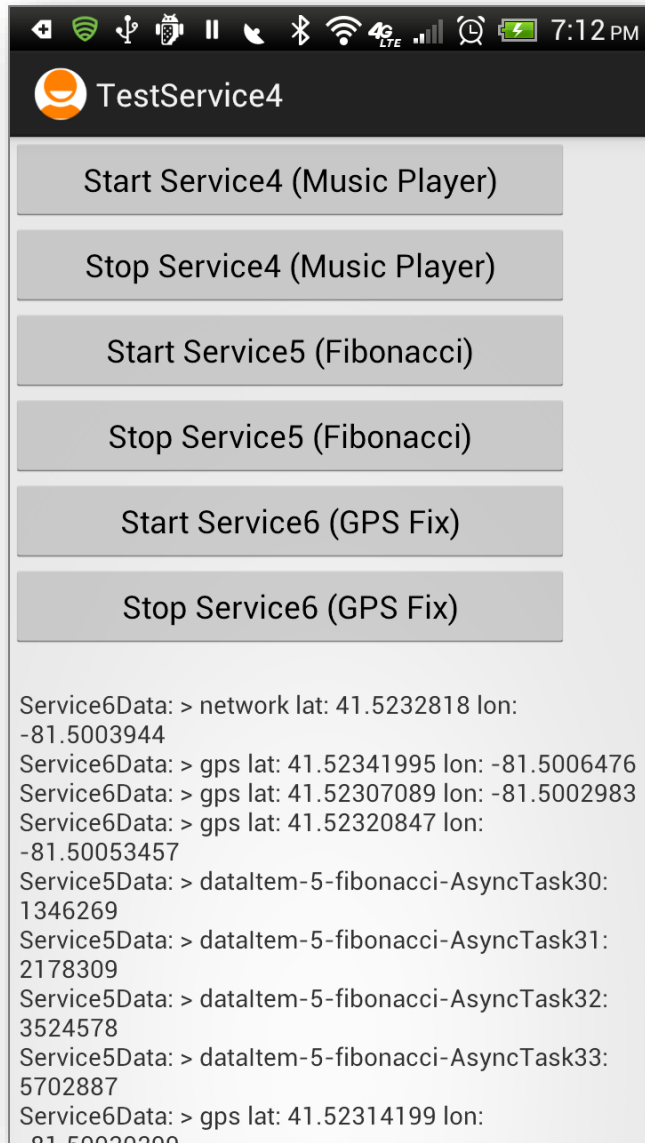 4G LTE 7:12 PM
TestService4
Start Service4 (Music Player)
Stop Service4 (Music Player)
Start Service5 (Fibonacci)
Stop Service5 (Fibonacci)
Start Service6 (GPS Fix)
Stop Service6 (GPS Fix)
Service6Data: > network lat: 41.5232818 lon:
-81.5003944
Service6Data: > gps lat: 41.52341995 lon: -81.5006476
Service6Data: > gps lat: 41.52307089 lon: -81.5002983
Service6Data: > gps lat: 41.52320847 lon:
-81.50053457
Service5Data: > dataItem-5-fibonacci-AsyncTask30:
1346269
Service5Data: > dataItem-5-fibonacci-AsyncTask31:
2178309
Service5Data: > dataItem-5-fibonacci-AsyncTask32:
3524578
Service5Data: > dataItem-5-fibonacci-AsyncTask33:
5702887
Service6Data: > gps lat: 41.52314199 lon: